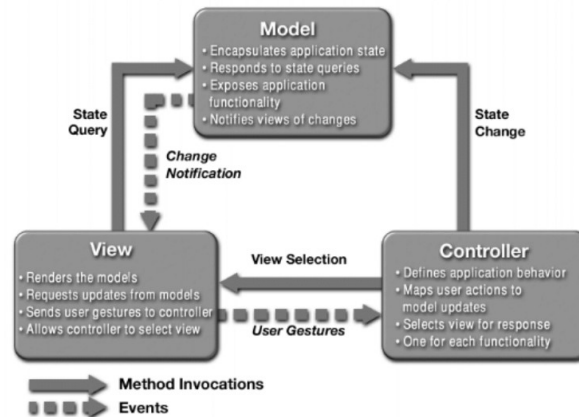 Model
• Encapsulates application state
• Responds to state queries
• Exposes application
functionality
• Notifies views of changes
State
Query
State
Change
Change
Notification
View
• Renders the models
• Requests updates from models
• Sends user gestures to controller
• Allows controller to select view
View Selection
User Gestures
Controller
• Defines application behavior
• Maps user actions to
model updates
• Selects view for response
• One for each functionality
Method Invocations
Events